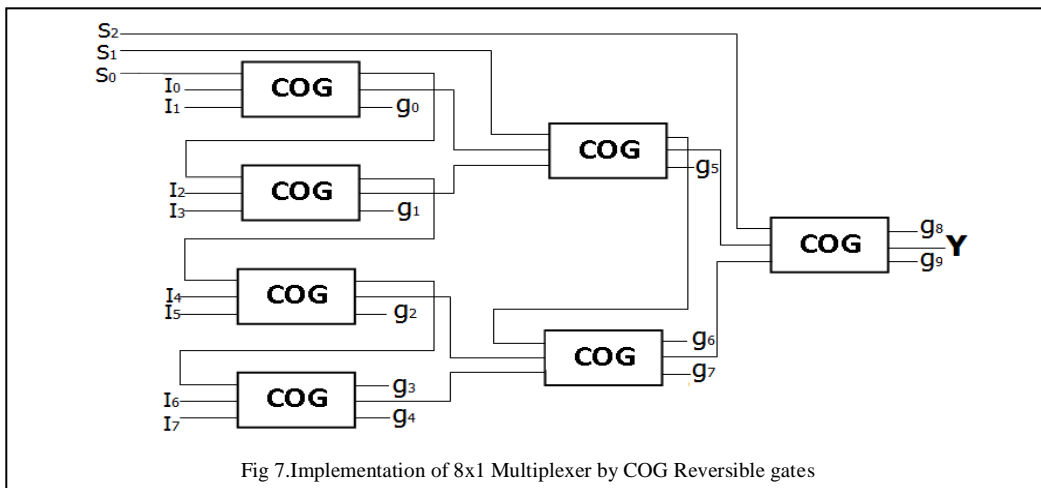 S₂
S₁
S₀
I₀
I₁
COG
g₀
I₂
I₃
COG
g₁
I₄
I₅
COG
g₂
I₆
I₇
COG
g₃
g₄
COG
g₅
COG
g₆
g₇
COG
g₈
Y
g₉
Fig 7.Implementation of 8x1 Multiplexer by COG Reversible gates